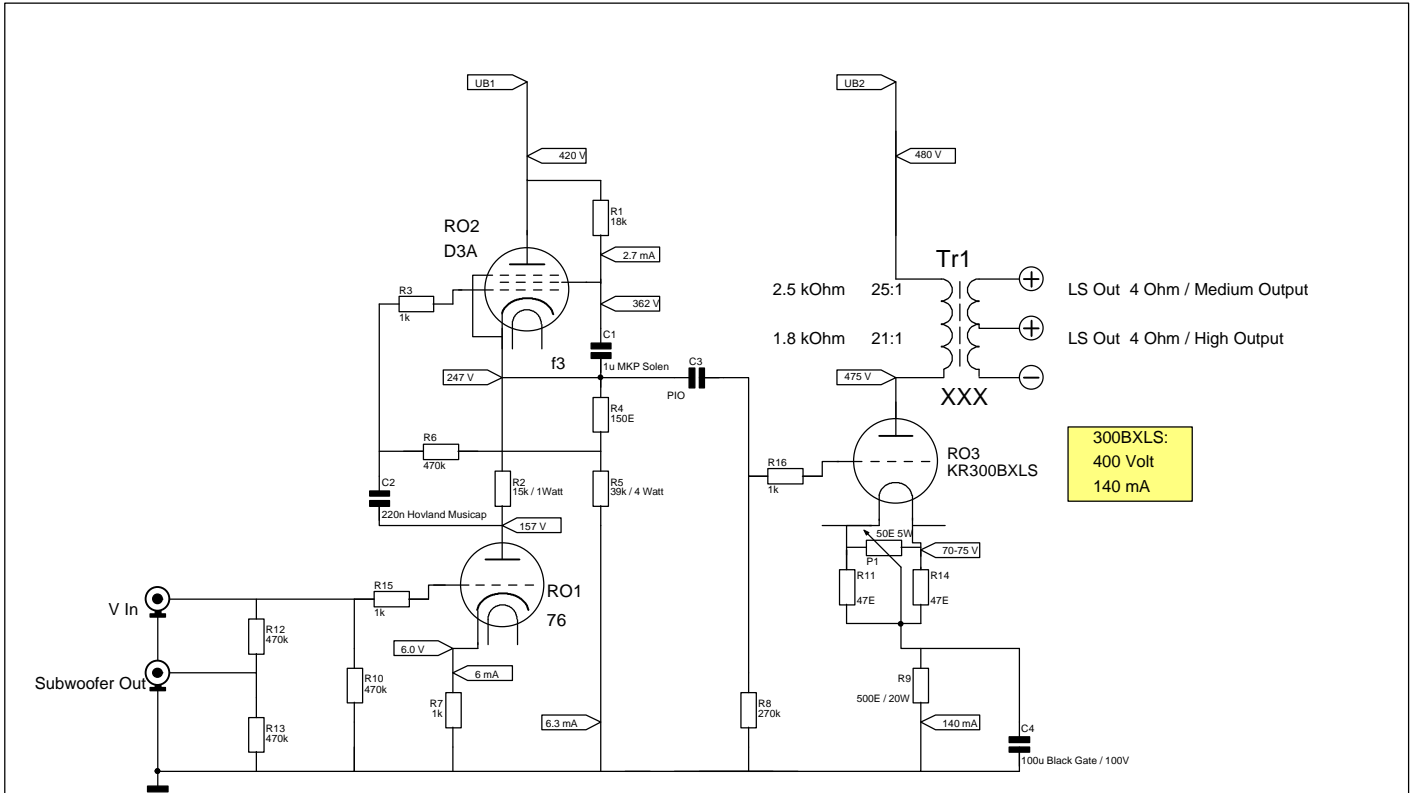 UB1
UB2
420 V
480 V
R1
18k
RO2
D3A
2.7 mA
Tr1
R3
1k
2.5 kOhm 25:1
LS Out 4 Ohm / Medium Output
362 V
1.8 kOhm 21:1
LS Out 4 Ohm / High Output
C1
1u MKP Solen
f3
C3
PIO
247 V
475 V
XXX
R4
150E
R6
470k
300BXLS:
400 Volt
140 mA
RO3
KR300BXLS
R16
1k
C2
220n Hovland Musicap
R2
15k / 1Watt
R5
39k / 4 Watt
157 V
50E 5W
P1
70-75 V
R11
47E
R14
47E
R15
1k
RO1
76
V In
R12
470k
6.0 V
6 mA
Subwoofer Out
R10
470k
R7
1k
R9
500E / 20W
R8
270k
R13
470k
6.3 mA
140 mA
C4
100u Black Gate / 100V